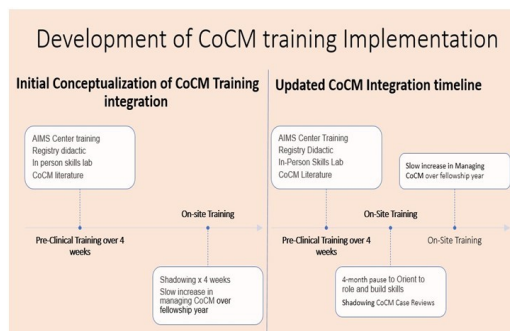 Development of CoCM training Implementation
Initial Conceptualization of CoCM Training
integration
AIMS Center training
Registry didactic
In person skills lab
CoCM literature
On-site Training
Pre-Clinical Training over 4
weeks
Shadowing x 4 weeks
Slow increase in
managing CoCM over
fellowship year
Updated CoCM Integration timeline
AIMS Center Training
Registry Didactic
In-Person Skills Lab
CoCM Literature
Slow increase in Managing
CoCM over fellowship year
On-Site Training
Pre-Clinical Training over 4
weeks
On-Site Training
4-month pause to Orient to
role and build skills
Shadowing CoCM Case Reviews